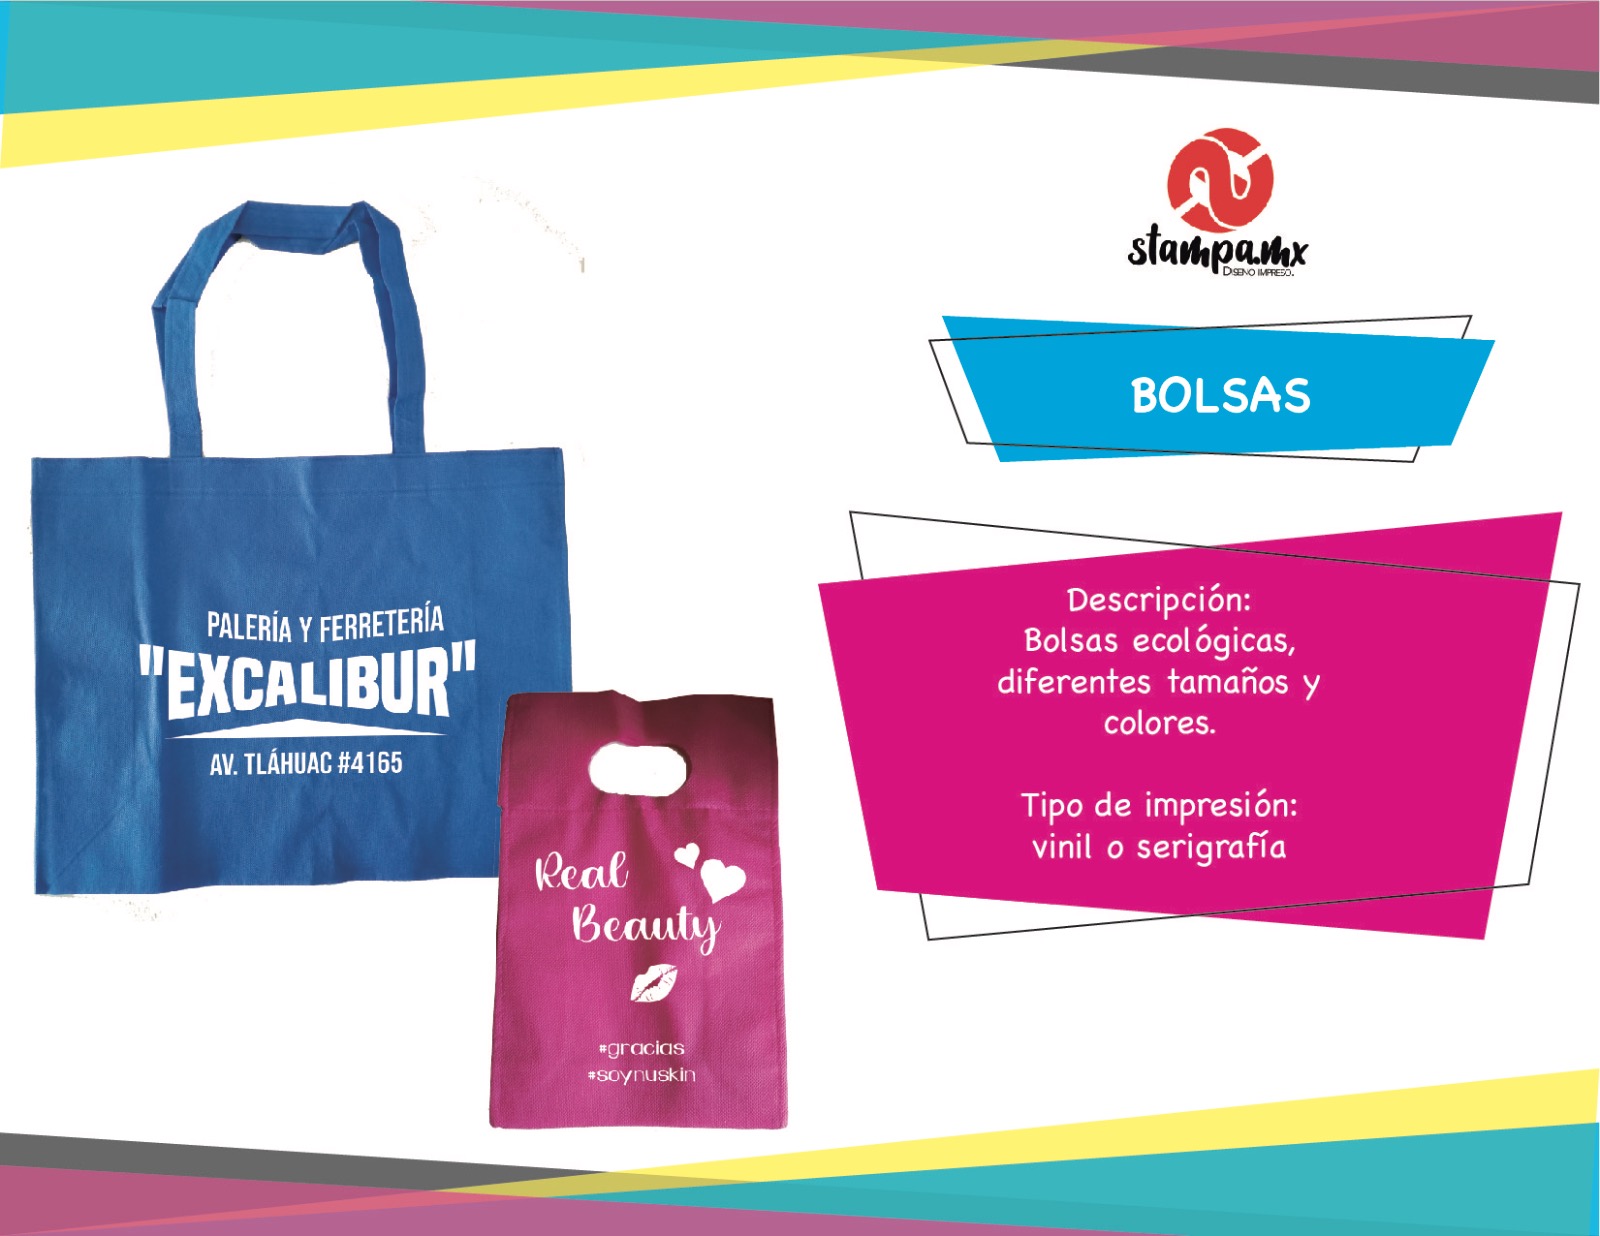 stampa.mx
DISEÑO IMPRESO.
BOLSAS
PALERÍA Y FERRETERÍA
"EXCALIBUR"
AV. TLÁHUAC #4165
Real
Beauty
#gracias
#soynuskin
Descripción:
Bolsas ecológicas,
diferentes tamaños y
colores.
Tipo de impresión:
vinil o serigrafía